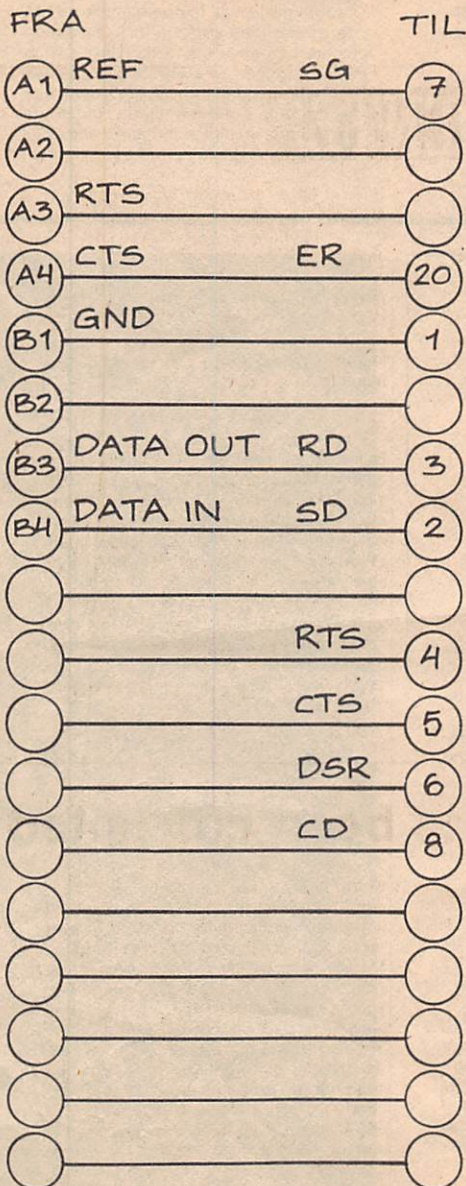 FRA TIL
A1 REF SG 7
A2
A3 RTS
A4 CTS ER 20
B1 GND 1
B2
B3 DATA OUT RD 3
B4 DATA IN SD 2
RTS 4
CTS 5
DSR 6
CD 8